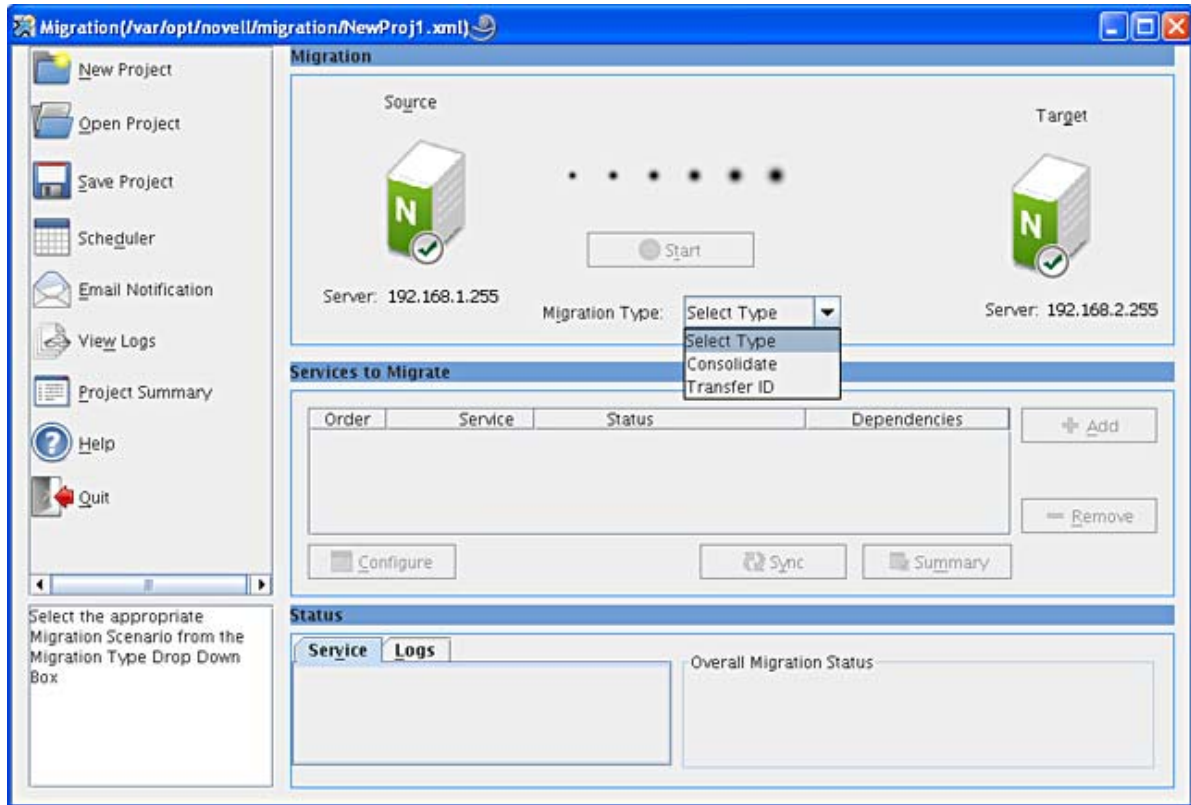 Migration(/var/opt/novell/migration/NewProj1.xml)
New Project
Open Project
Save Project
Scheduler
Email Notification
View Logs
Project Summary
Help
Quit
Select the appropriate
Migration Scenario from the
Migration Type Drop Down
Box
Migration
Source
Target
N
N
Start
Server: 192.168.1.255
Server: 192.168.2.255
Migration Type: Select Type
Select Type
Consolidate
Transfer ID
Services to Migrate
Order Service Status Dependencies
Add
Remove
Configure
Sync
Summary
Status
Service Logs
Overall Migration Status